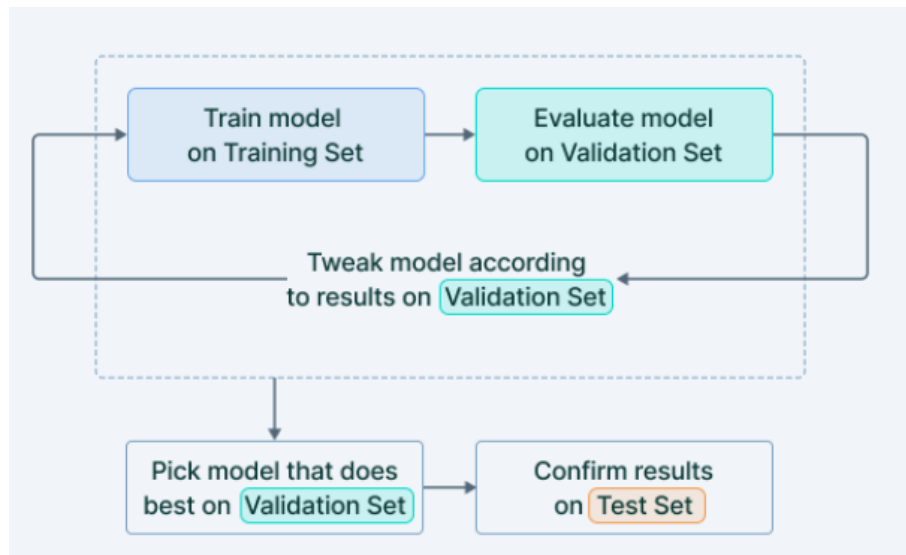 Train model
on Training Set
Evaluate model
on Validation Set
Tweak model according
to results on Validation Set
Pick model that does
best on Validation Set
Confirm results
on Test Set